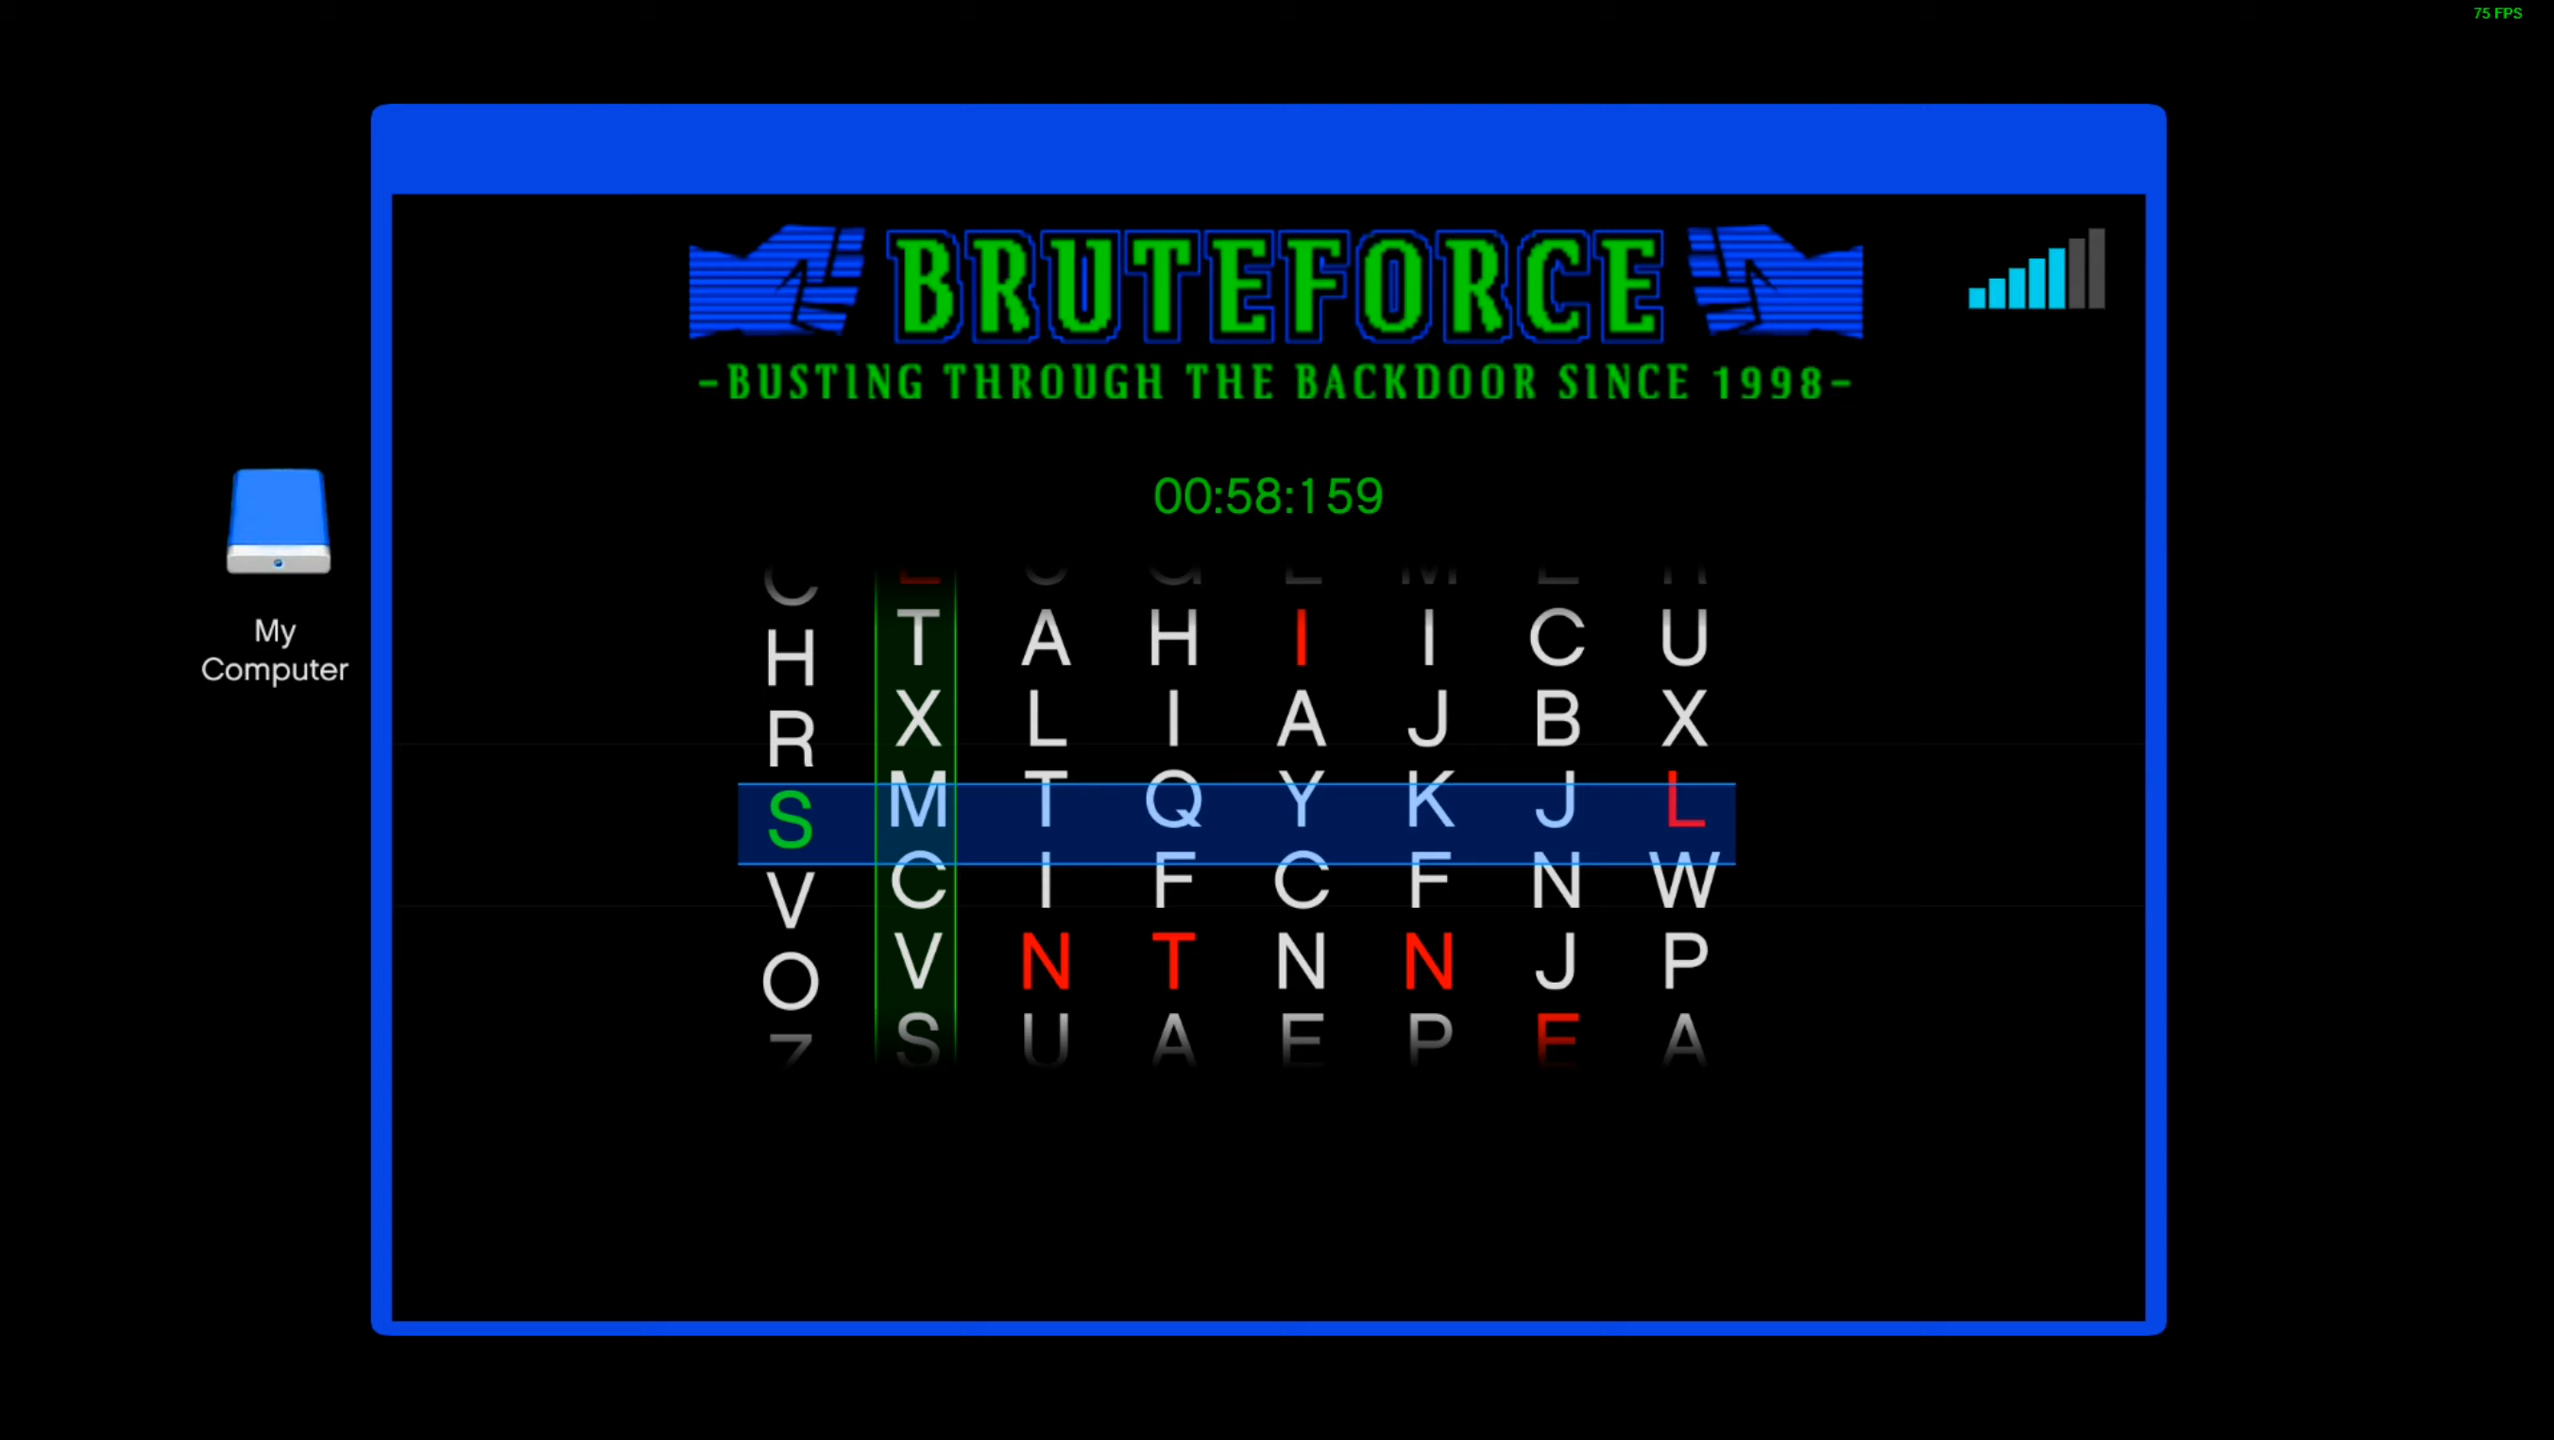 75 FPS
BRUTEFORCE
-BUSTING THROUGH THE BACKDOOR SINCE 1998-
00:58:159
My
Computer
H T A H I I C U
R X L I A J B X
S M T Q Y K J L
V C I F C F N W
O V N T N N J P
S U A E P E A